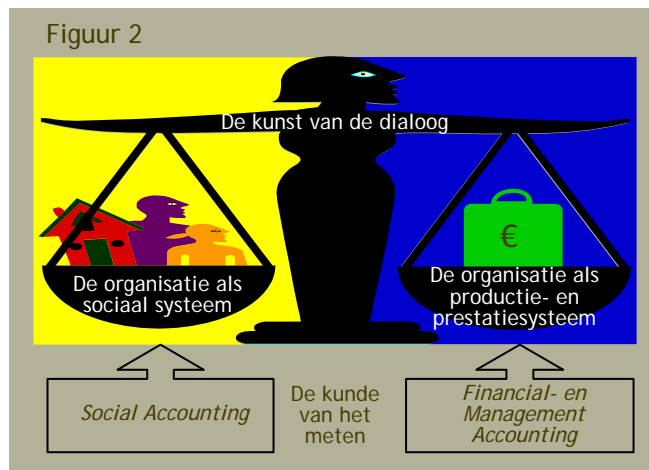 Figuur 2
De kunst van de dialoog
€
De organisatie als
sociaal systeem
De organisatie als
productie- en
prestatiesysteem
Social Accounting
De kunde
van het
meten
Financial- en
Management
Accounting